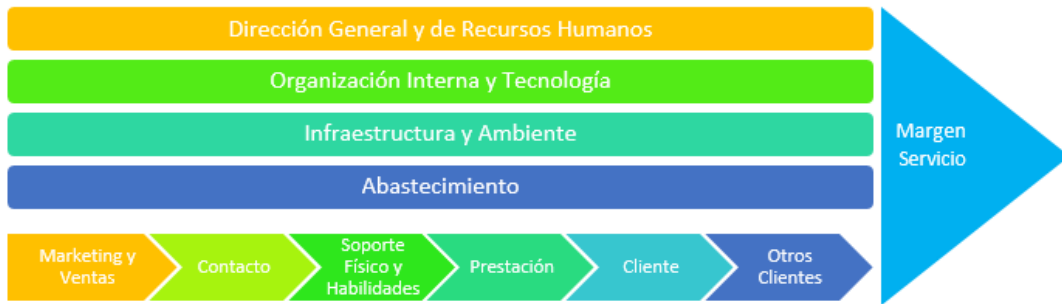 Dirección General y de Recursos Humanos
Organización Interna y Tecnología
Infraestructura y Ambiente
Abastecimiento
Margen
Servicio
Marketing y
Ventas
Contacto
Soporte
Físico y
Habilidades
Prestación
Cliente
Otros
Clientes